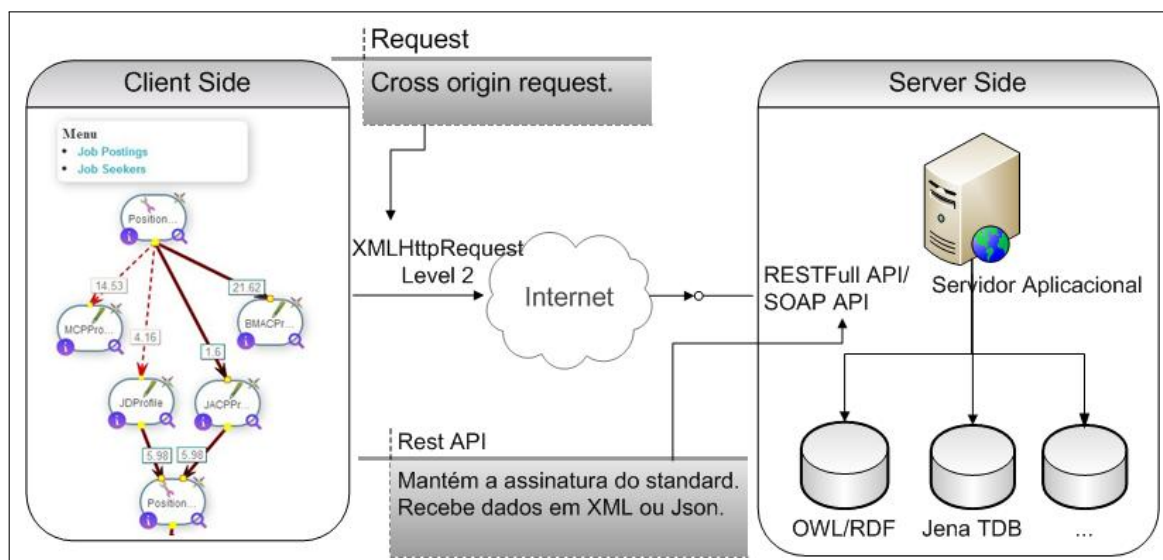 Client Side
Menu
Job Postings
Job Seekers
Position...
14.53
21.62
MCPPro...
4.16
BMACPr...
1.6
JDProfile
JACPPr...
5.98
5.98
Position...
Request
Cross origin request.
XMLHttpRequest
Level 2
Internet
Rest API
Mantém a assinatura do standard.
Recebe dados em XML ou Json.
Server Side
RESTFull API/
SOAP API
Servidor Aplicacional
OWL/RDF
Jena TDB
...